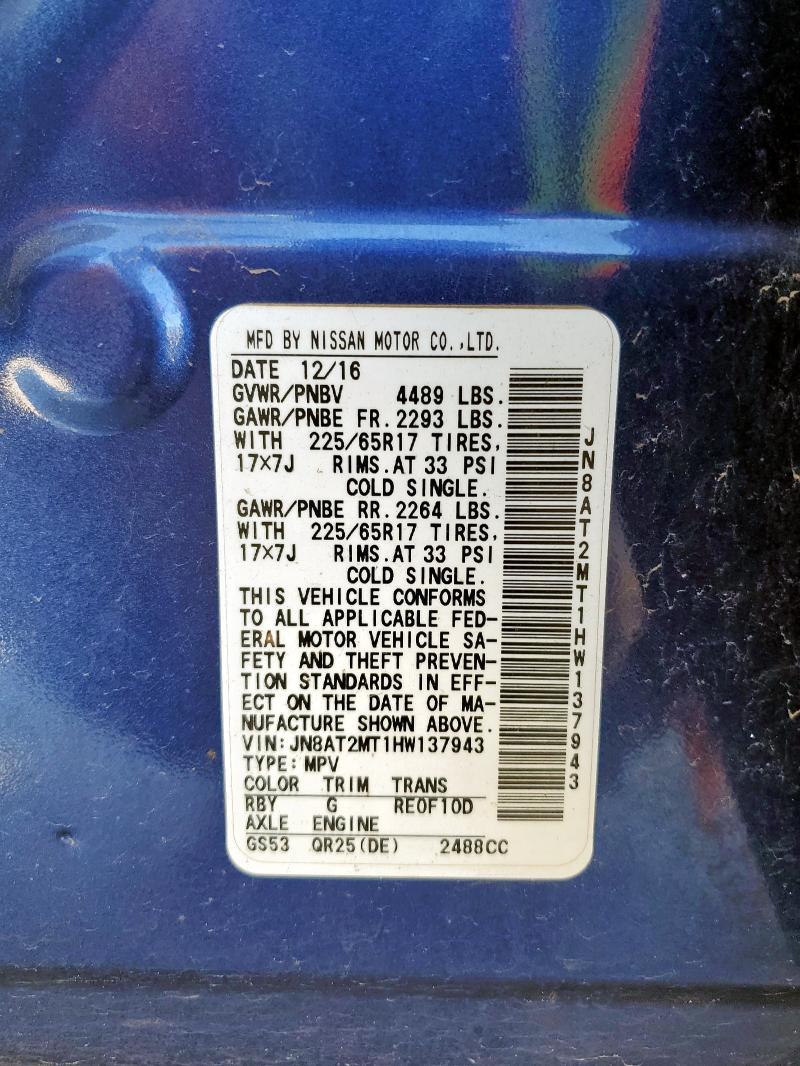 MFD BY NISSAN MOTOR CO.,LTD.
DATE 12/16
GVWR/PNBV 4489 LBS.
GAWR/PNBE FR.2293 LBS.
WITH 225/65R17 TIRES,
17×7J RIMS.AT 33 PSI
COLD SINGLE.
GAWR/PNBE RR.2264 LBS.
WITH 225/65R17 TIRES,
17×7J RIMS.AT 33 PSI
COLD SINGLE.
THIS VEHICLE CONFORMS
TO ALL APPLICABLE FED-
ERAL MOTOR VEHICLE SA-
FETY AND THEFT PREVEN-
TION STANDARDS IN EFF-
ECT ON THE DATE OF MA-
NUFACTURE SHOWN ABOVE.
VIN:JN8AT2MT1HW137943
TYPE:MPV
COLOR TRIM TRANS
RBY G RE0F10D
AXLE ENGINE
GS53 QR25(DE) 2488CC
JN8AT2MT1HW137943